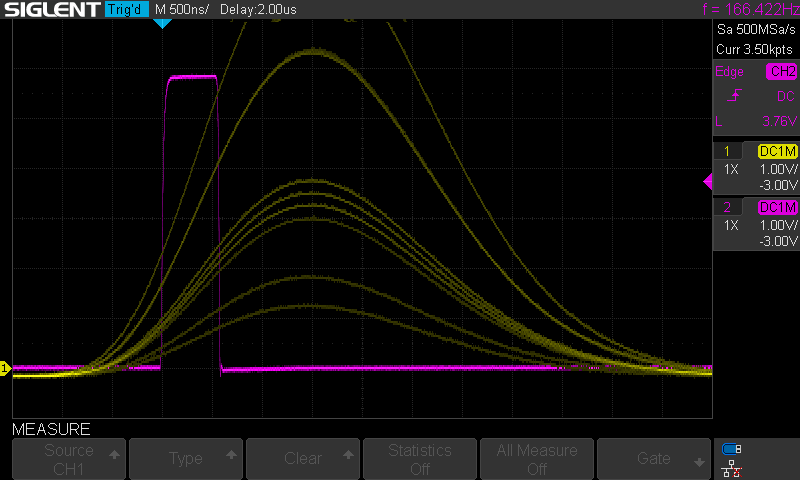 SIGLENT Trig'd M 500ns/ Delay:2.00us f = 166.422Hz
Sa 500MSa/s
Curr 3.50kpts
Edge CH2
DC
L 3.76V
1 DC1M
1X 1.00V/
-3.00V
2 DC1M
1X 1.00V/
-3.00V
1
MEASURE
Source CH1
Type
Clear
Statistics Off
All Measure Off
Gate